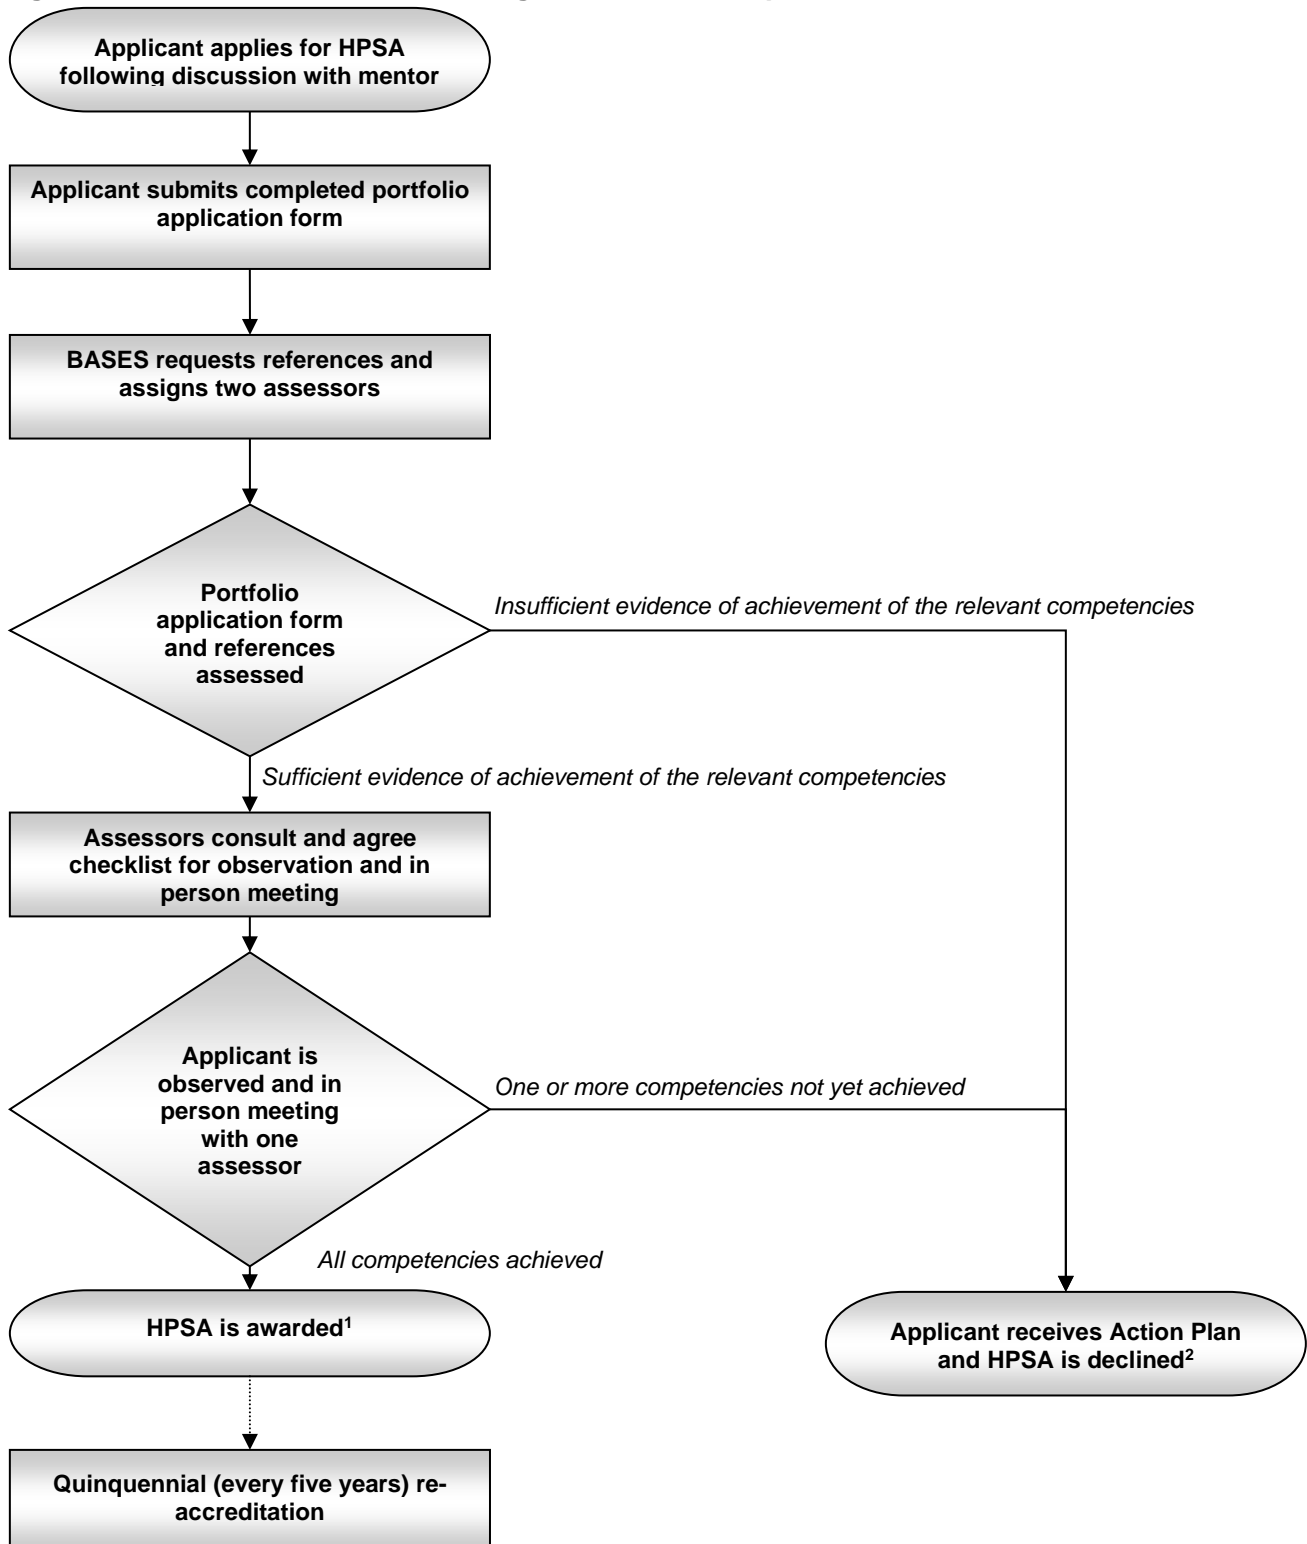 Applicant applies for HPSA
following discussion with mentor
Applicant submits completed portfolio
application form
BASES requests references and
assigns two assessors
Portfolio
application form
and references
assessed
Insufficient evidence of achievement of the relevant competencies
Sufficient evidence of achievement of the relevant competencies
Assessors consult and agree
checklist for observation and in
person meeting
Applicant is
observed and in
person meeting
with one
assessor
One or more competencies not yet achieved
All competencies achieved
HPSA is awarded¹
Applicant receives Action Plan
and HPSA is declined²
Quinquennial (every five years) re-
accreditation